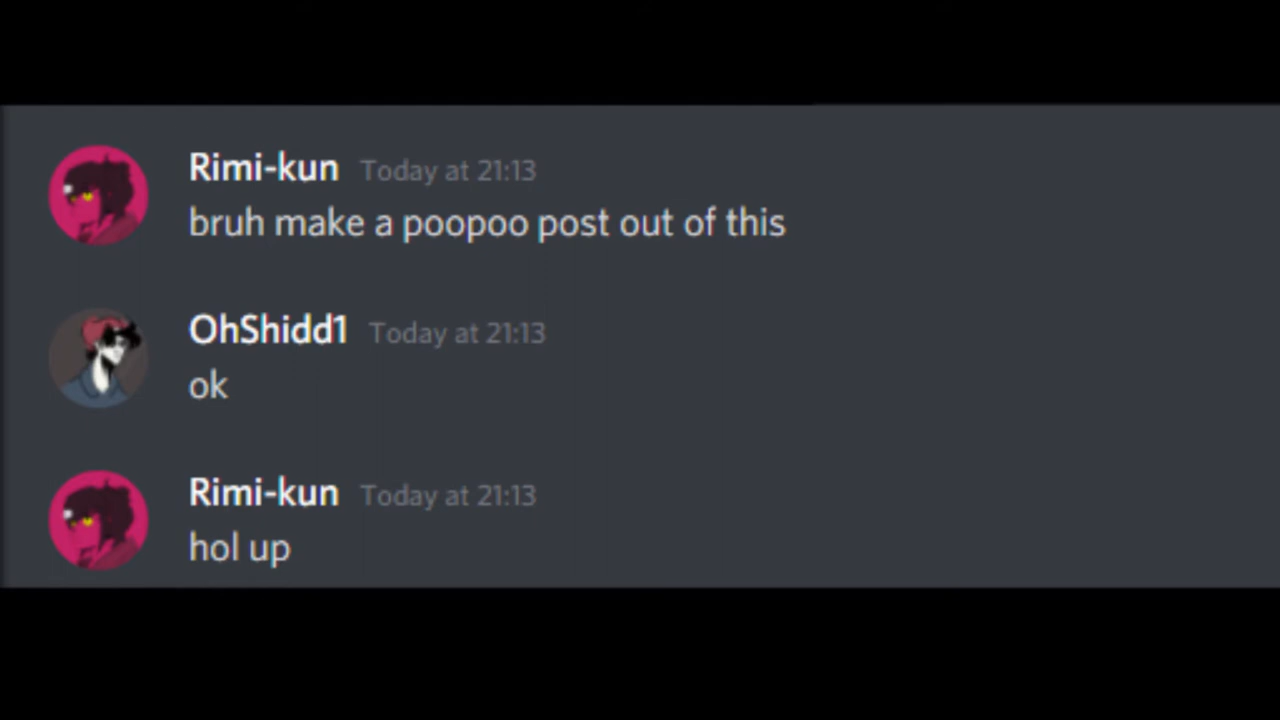 Rimi-kun Today at 21:13
bruh make a poopoo post out of this
OhShidd1 Today at 21:13
ok
Rimi-kun Today at 21:13
hol up